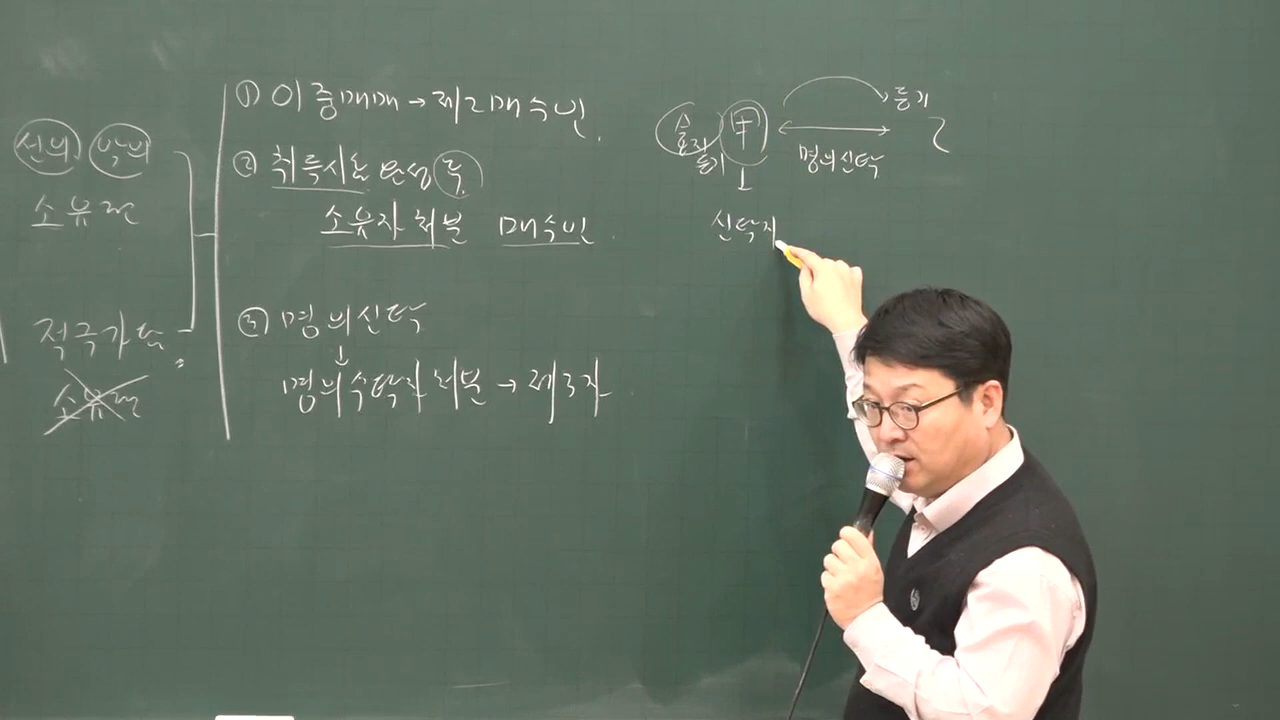 선의 악의
소유권
적극가담
소유권
① 이중매매 → 제2매수인.
② 취득시효 완성 후
소유자 처분 매수인.
③ 명의신탁
↓
명의수탁자 처분 → 제3자
甲
등기
乙
명의신탁
등기
↓
신탁자